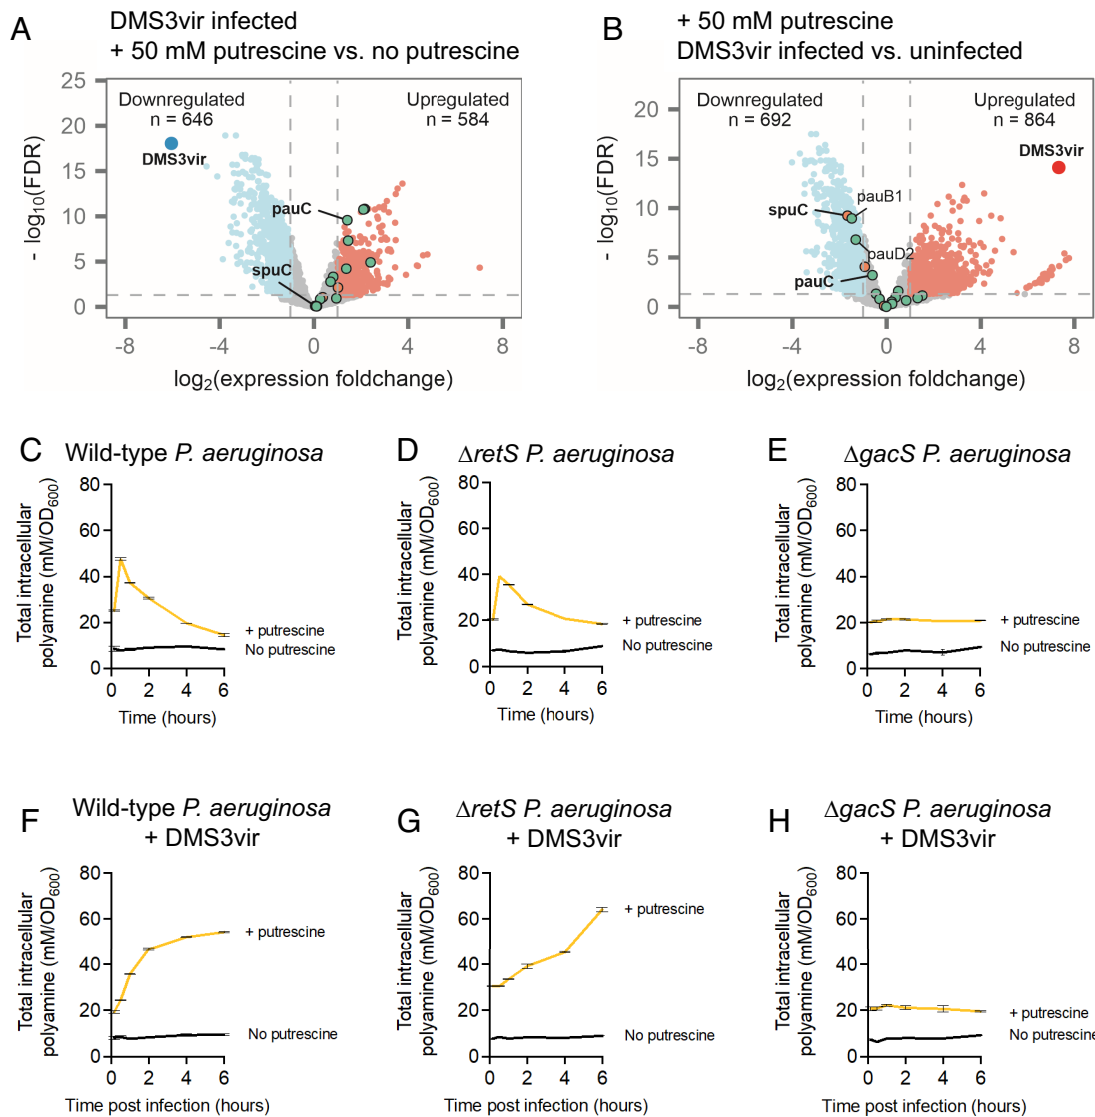 A
DMS3vir infected
+ 50 mM putrescine vs. no putrescine
25
20
15
10
5
0
- log10(FDR)
Downregulated
n = 646
Upregulated
n = 584
DMS3vir
pauC
spuC
-8
-4
0
4
8
log2(expression foldchange)
B
+ 50 mM putrescine
DMS3vir infected vs. uninfected
20
15
10
5
0
- log10(FDR)
Downregulated
n = 692
Upregulated
n = 864
DMS3vir
spuC
pauB1
pauD2
pauC
-8
-4
0
4
8
log2(expression foldchange)
C
Wild-type P. aeruginosa
Total intracellular
polyamine (mM/OD600)
80
60
40
20
0
+ putrescine
No putrescine
0 2 4 6
Time (hours)
D
ΔretS P. aeruginosa
Total intracellular
polyamine (mM/OD600)
80
60
40
20
0
+ putrescine
No putrescine
0 2 4 6
Time (hours)
E
ΔgacS P. aeruginosa
Total intracellular
polyamine (mM/OD600)
80
60
40
20
0
+ putrescine
No putrescine
0 2 4 6
Time (hours)
F
Wild-type P. aeruginosa
+ DMS3vir
Total intracellular
polyamine (mM/OD600)
80
60
40
20
0
+ putrescine
No putrescine
0 2 4 6
Time post infection (hours)
G
ΔretS P. aeruginosa
+ DMS3vir
Total intracellular
polyamine (mM/OD600)
80
60
40
20
0
+ putrescine
No putrescine
0 2 4 6
Time post infection (hours)
H
ΔgacS P. aeruginosa
+ DMS3vir
Total intracellular
polyamine (mM/OD600)
80
60
40
20
0
+ putrescine
No putrescine
0 2 4 6
Time post infection (hours)